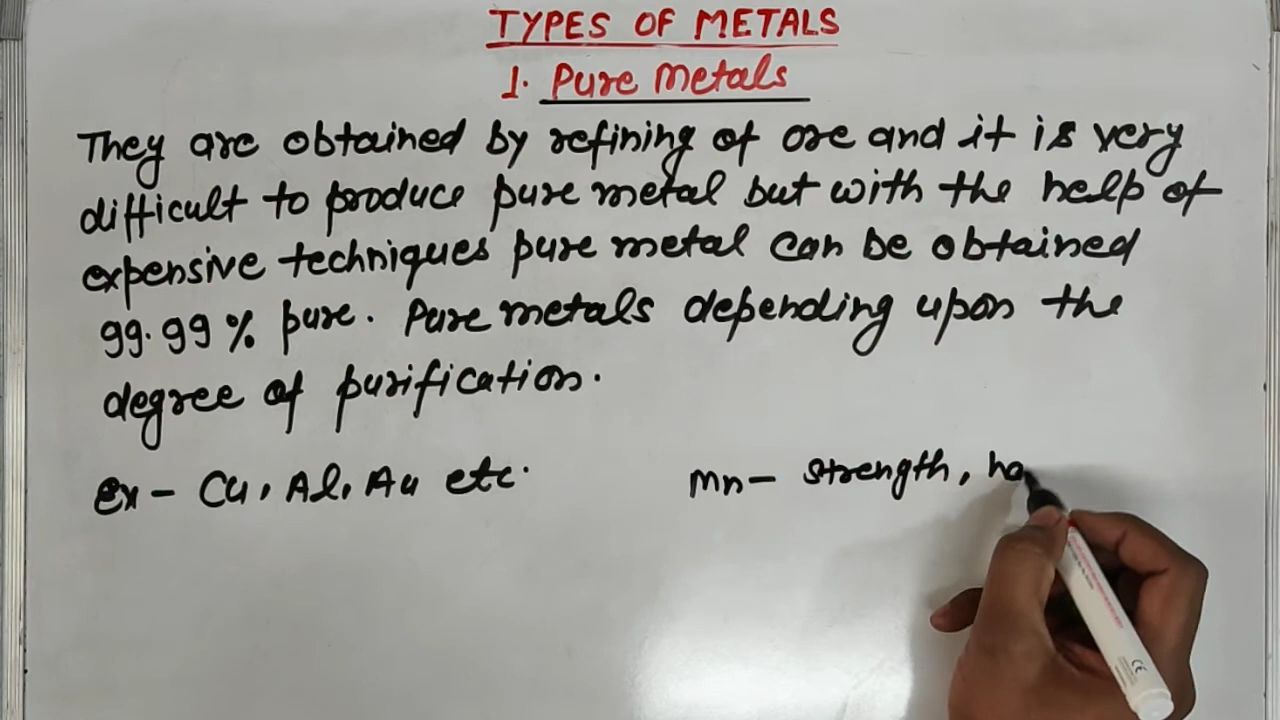 TYPES OF METALS
1. Pure Metals
They are obtained by refining of ore and it is very
difficult to produce pure metal but with the help of
expensive techniques pure metal can be obtained
99.99% pure. Pure metals depending upon the
degree of purification.
Ex- Cu, Al, Au etc. Mn- Strength, ha